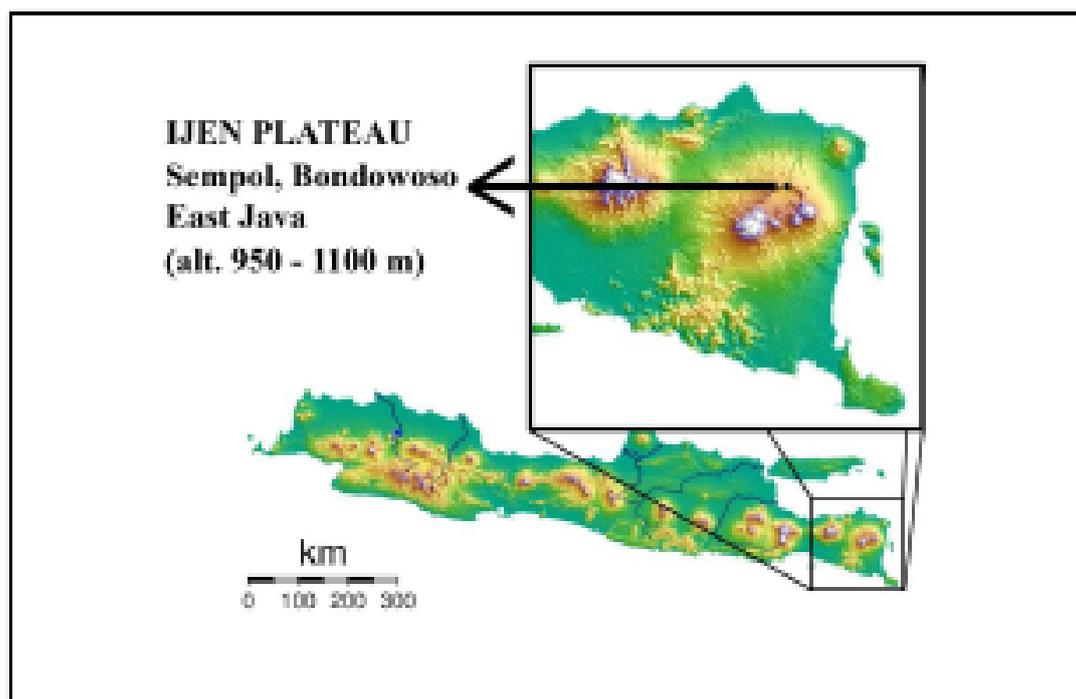 IJEN PLATEAU
Sempol, Bondowoso
East Java
(alt. 950 - 1100 m)
km
0 100 200 300